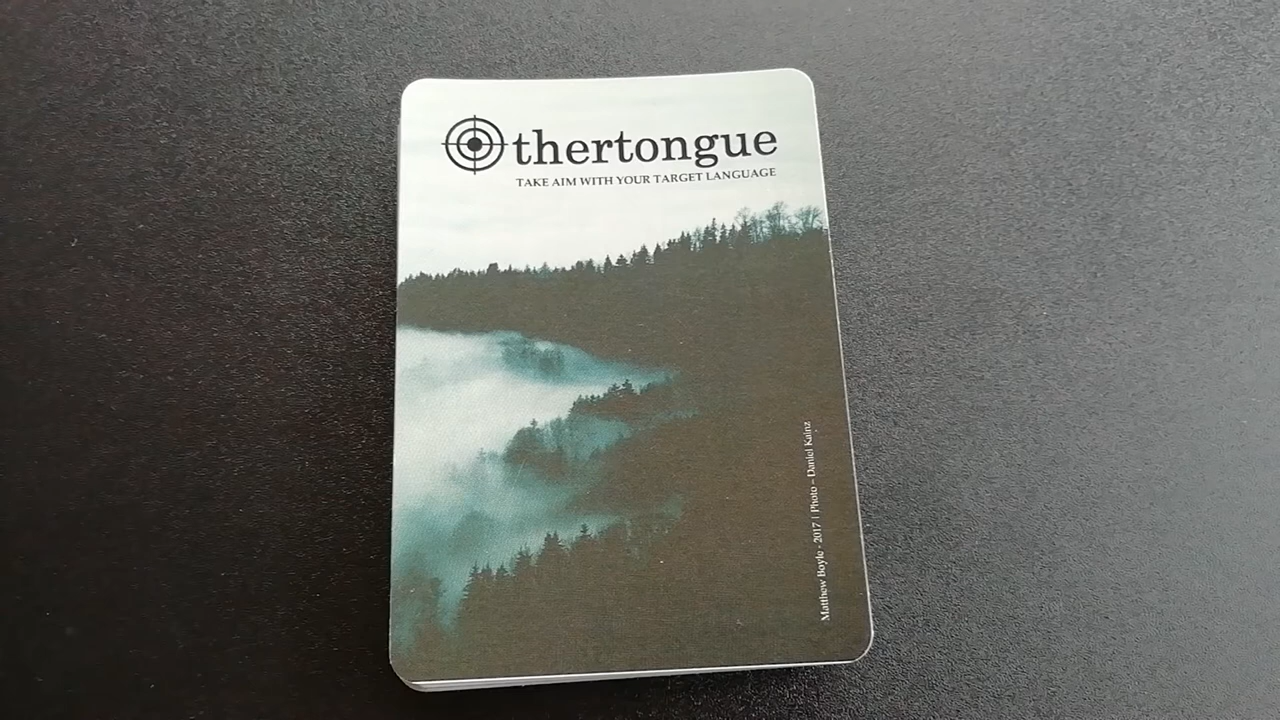 thertongue
TAKE AIM WITH YOUR TARGET LANGUAGE
Matthew Boyle - 2017 | Photo – Daniel Kainz